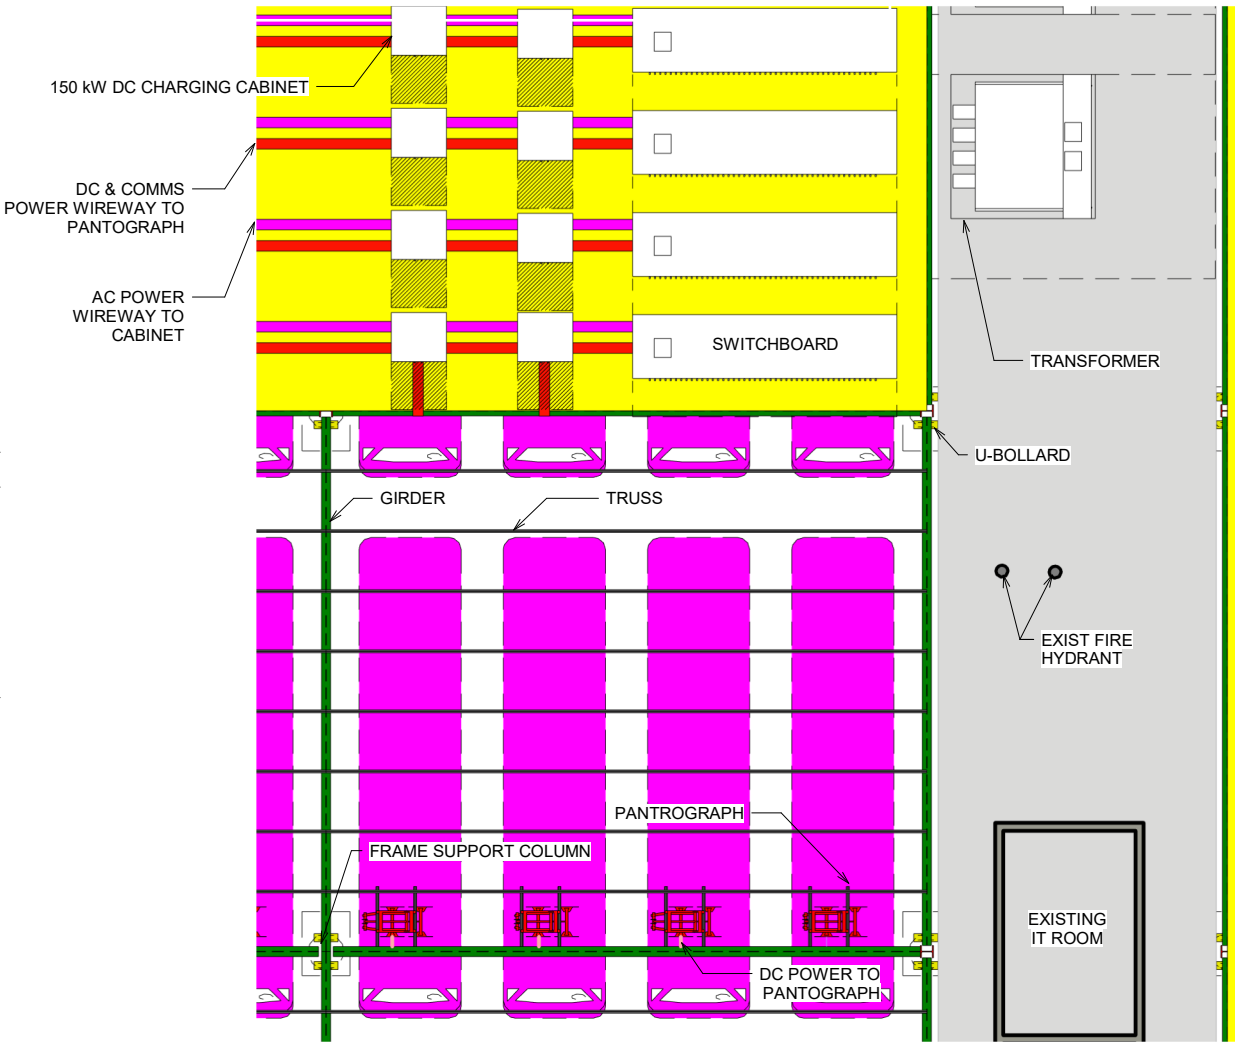 150 kW DC CHARGING CABINET
DC & COMMS
POWER WIREWAY TO
PANTOGRAPH
AC POWER
WIREWAY TO
CABINET
SWITCHBOARD
TRANSFORMER
U-BOLLARD
GIRDER
TRUSS
EXIST FIRE
HYDRANT
PANTROGRAPH
FRAME SUPPORT COLUMN
EXISTING
IT ROOM
DC POWER TO
PANTOGRAPH